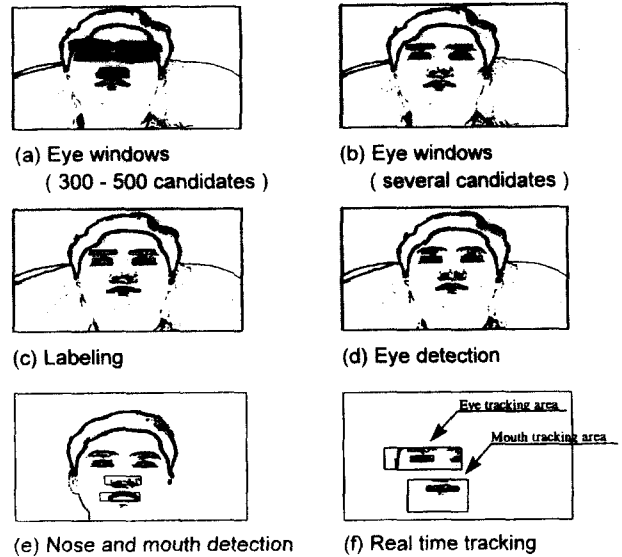 (a) Eye windows
( 300 - 500 candidates )
(b) Eye windows
( several candidates )
(c) Labeling
(d) Eye detection
Eye tracking area
Mouth tracking area
(e) Nose and mouth detection
(f) Real time tracking